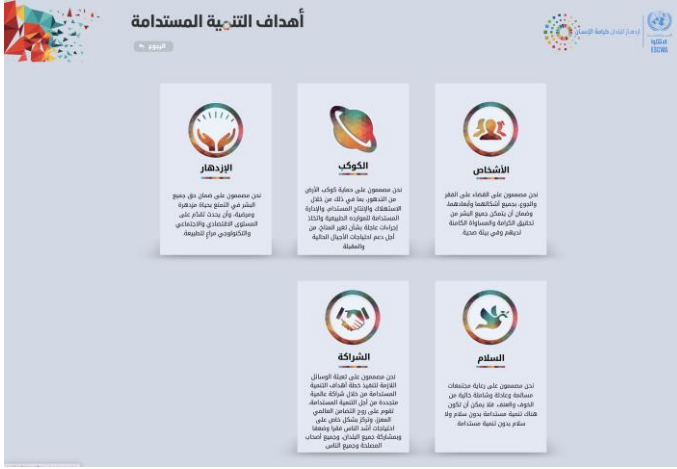 أهداف التنمية المستدامة
الرجوع
ازدهارُ البلدان كرامةُ الإنسان
الإسكوا
ESCWA
الأشخاص
نحن مصممون على القضاء على الفقر
والجوع، بجميع أشكالهما وأبعادهما،
وضمان أن يتمكن جميع البشر من
تحقيق الكرامة والمساواة الكامنة
لديهم وفي بيئة صحية.
الكوكب
نحن مصممون على حماية كوكب الأرض
من التدهور، بما في ذلك من خلال
الاستهلاك والإنتاج المستدام، والإدارة
المستدامة للموارده الطبيعية واتخاذ
إجراءات عاجلة بشأن تغير المناخ، من
أجل دعم احتياجات الأجيال الحالية
والمقبلة
الإزدهار
نحن مصممون على ضمان حق جميع
البشر في التمتع بحياة مزدهرة
ومرضية، وأن يحدث تقدّم على
المستوى الاقتصادي والاجتماعي
والتكنولوجي مراعٍ للطبيعة.
السلام
نحن مصممون على رعاية مجتمعات
مسالمة وعادلة وشاملة خالية من
الخوف والعنف. فلا يمكن أن تكون
هناك تنمية مستدامة بدون سلام ولا
سلام بدون تنمية مستدامة.
الشراكة
نحن مصممون على تعبئة الوسائل
اللازمة لتنفيذ خطة أهداف التنمية
المستدامة من خلال شراكة عالمية
متجددة من أجل التنمية المستدامة،
تقوم على روح التضامن العالمي
المعزز، وتركز بشكل خاص على
احتياجات أشد الناس فقرا وضعفا
وبمشاركة جميع البلدان، وجميع أصحاب
المصلحة وجميع الناس